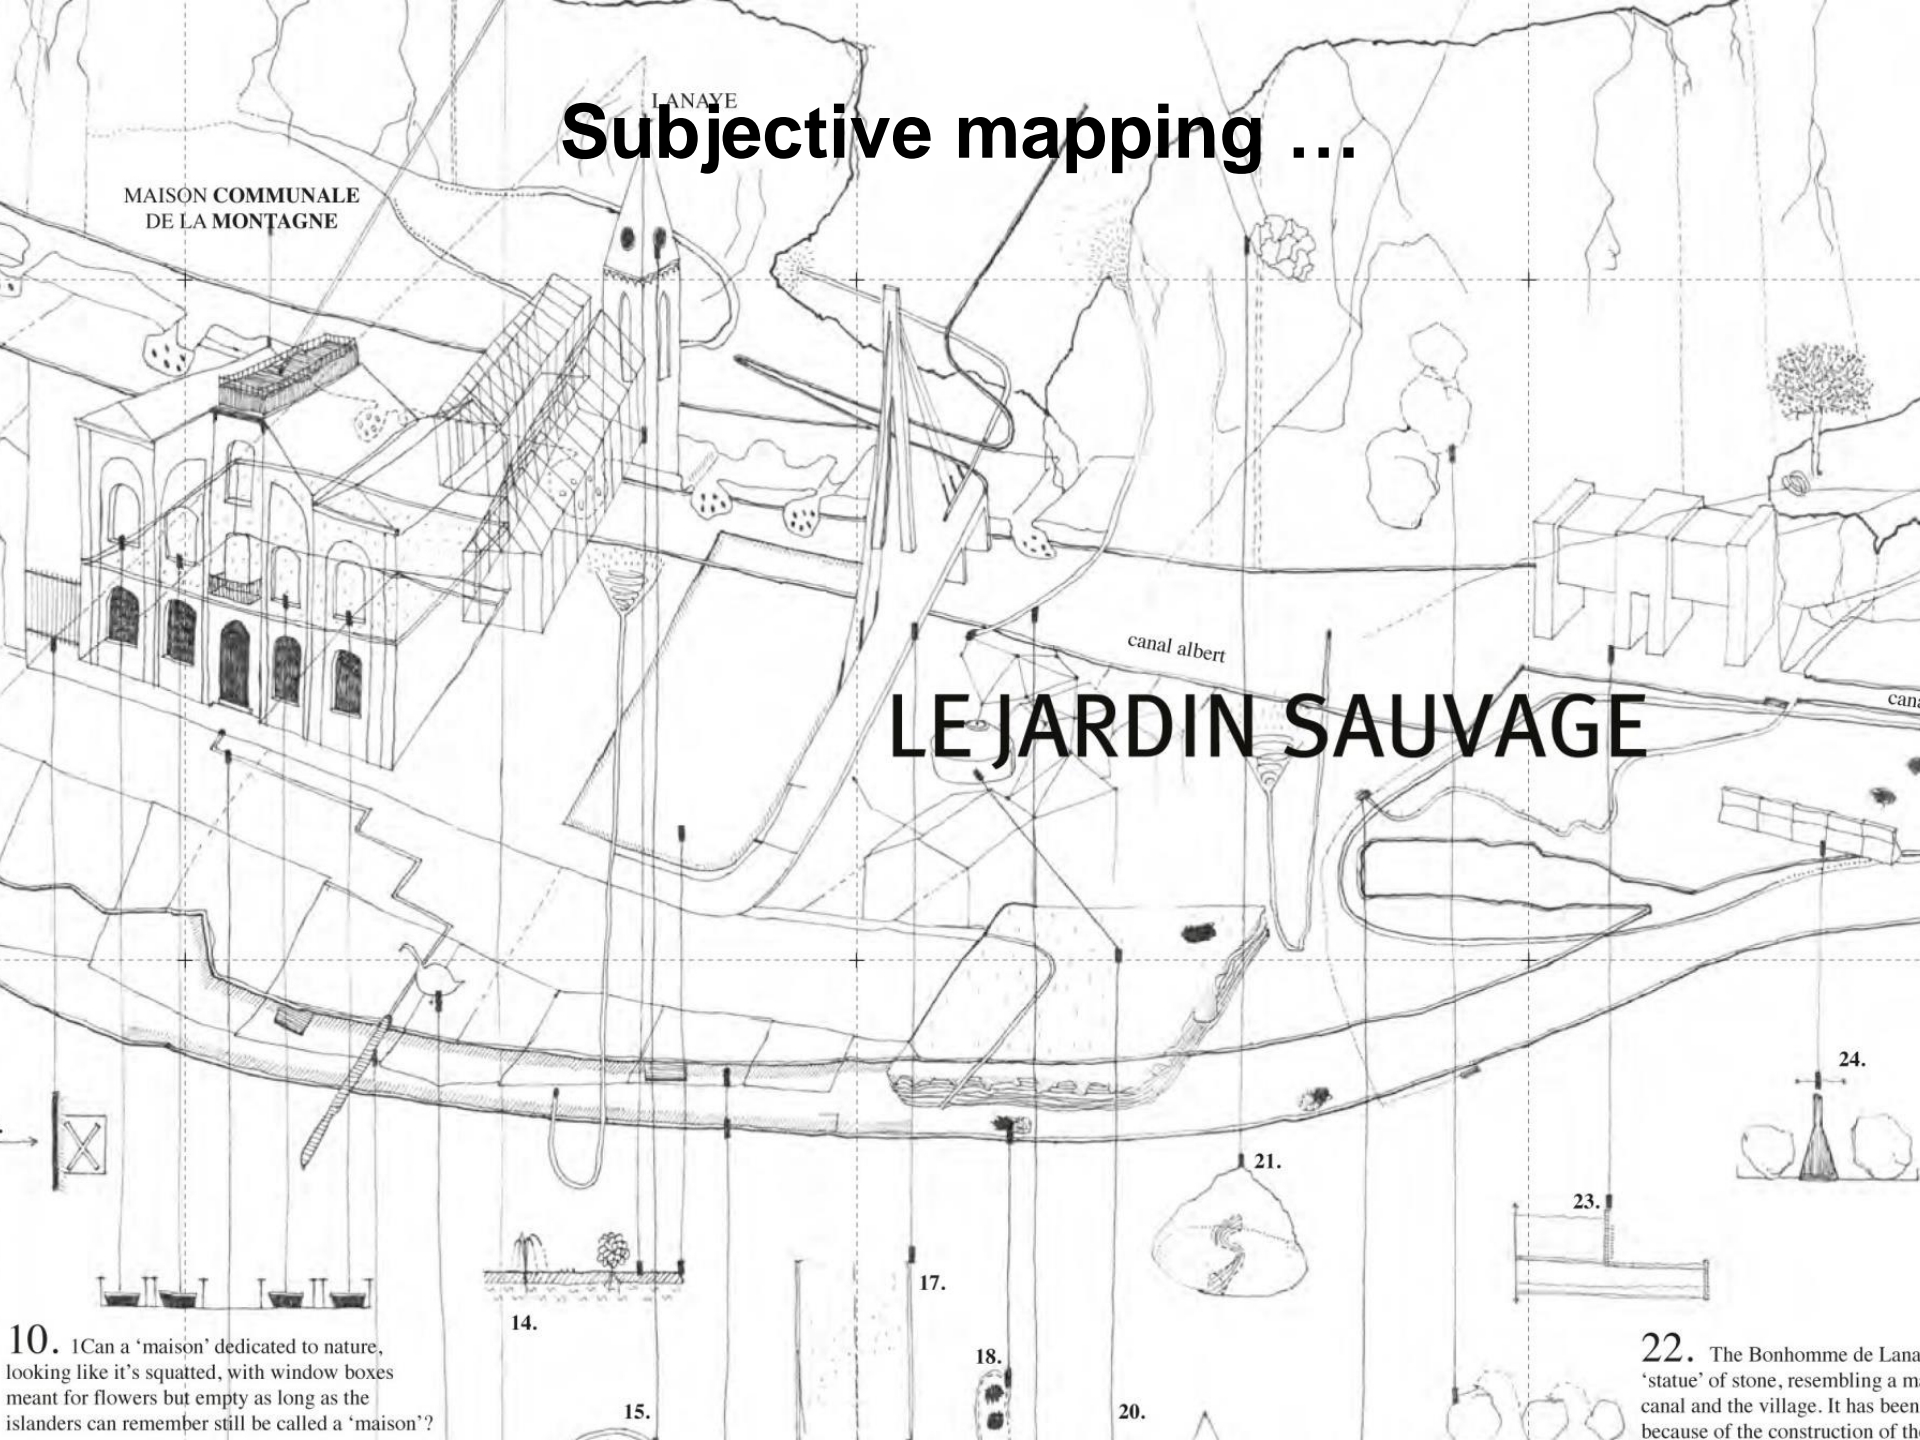 LANAYE
Subjective mapping …
MAISON COMMUNALE
DE LA MONTAGNE
canal albert
LE JARDIN SAUVAGE
24.
21.
23.
17.
14.
18.
15.
20.
10. 1Can a ‘maison’ dedicated to nature,
looking like it’s squatted, with window boxes
meant for flowers but empty as long as the
islanders can remember still be called a ‘maison’?
22. The Bonhomme de Lana
‘statue’ of stone, resembling a
canal and the village. It has been
because of the construction of